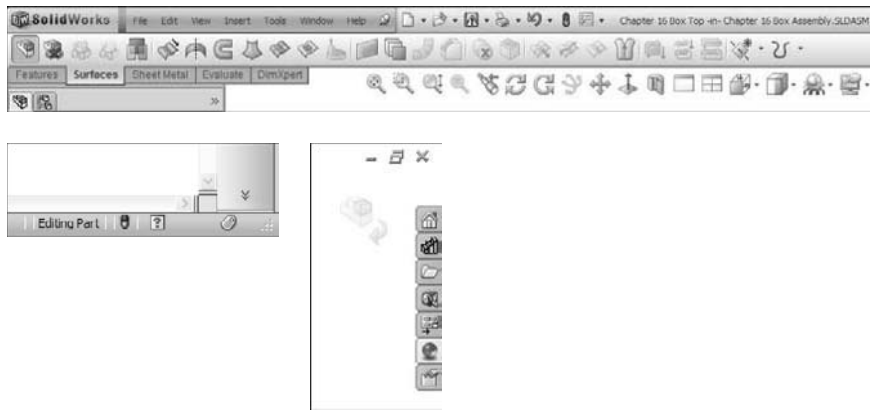 SolidWorks File Edit View Insert Tools Window Help Chapter 16 Box Top -in- Chapter 16 Box Assembly.SLDASM
Features Surfaces Sheet Metal Evaluate DimXpert
Editing Part